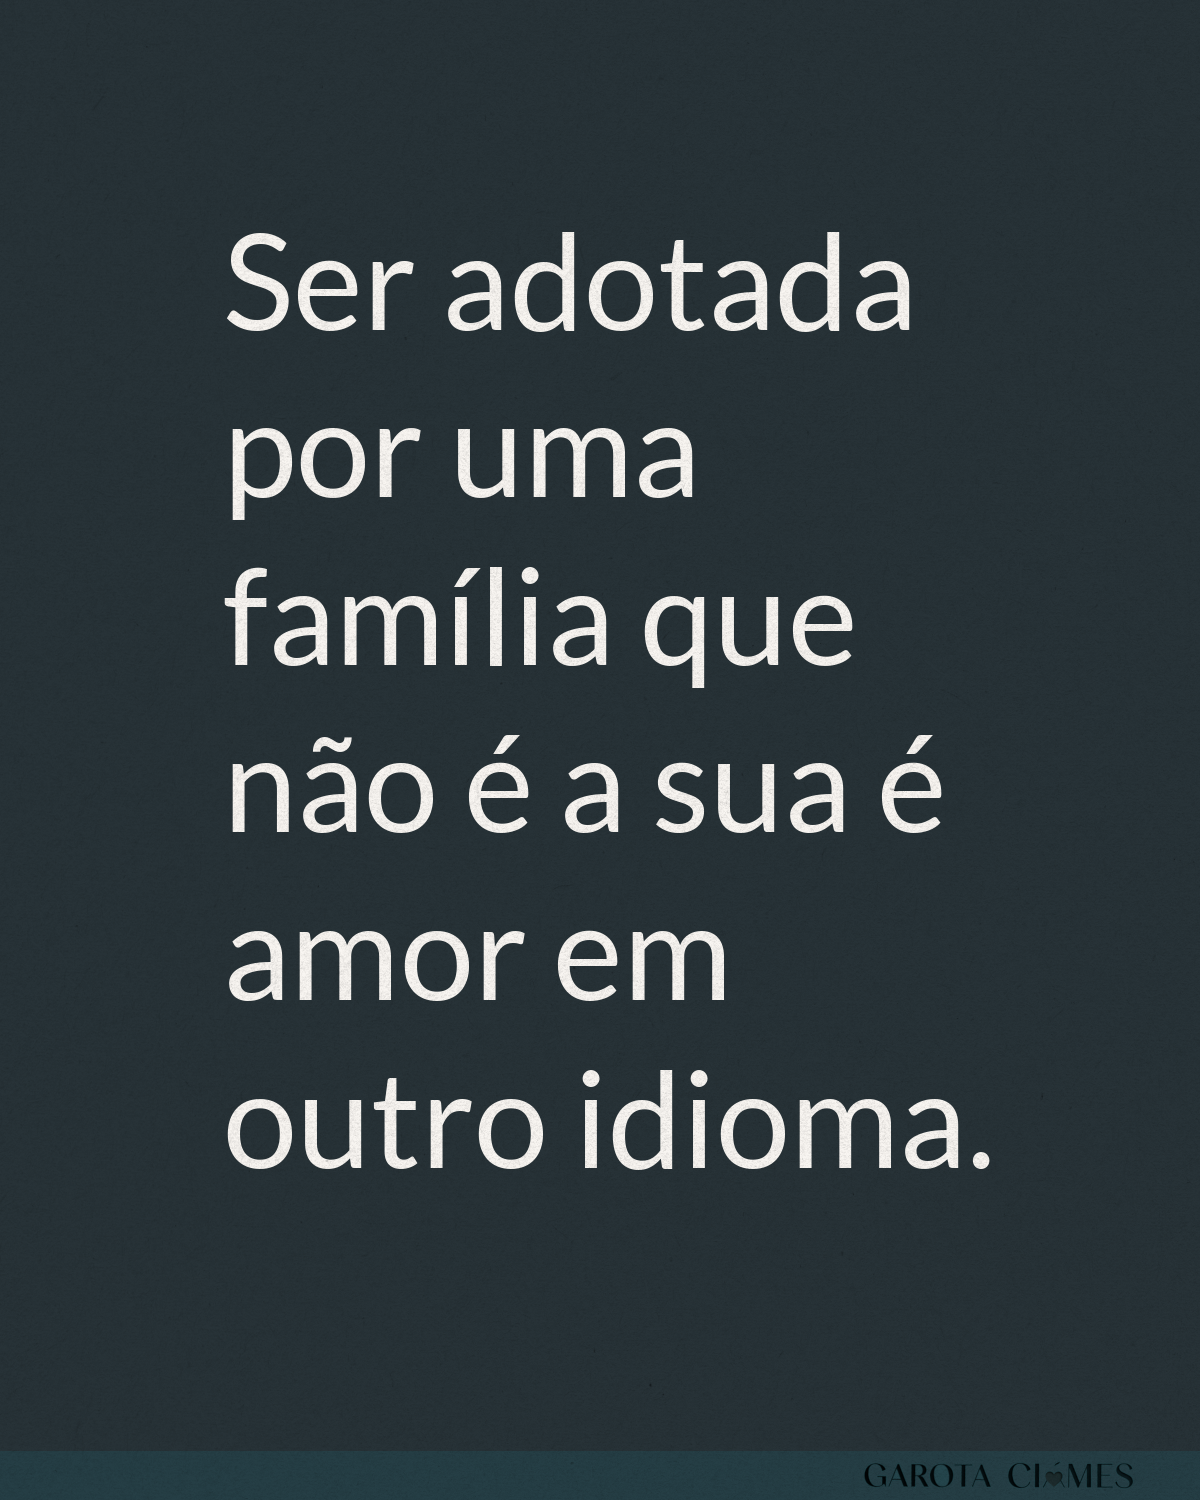 Ser adotada
por uma
família que
não é a sua é
amor em
outro idioma.
GAROTA CIÚMES